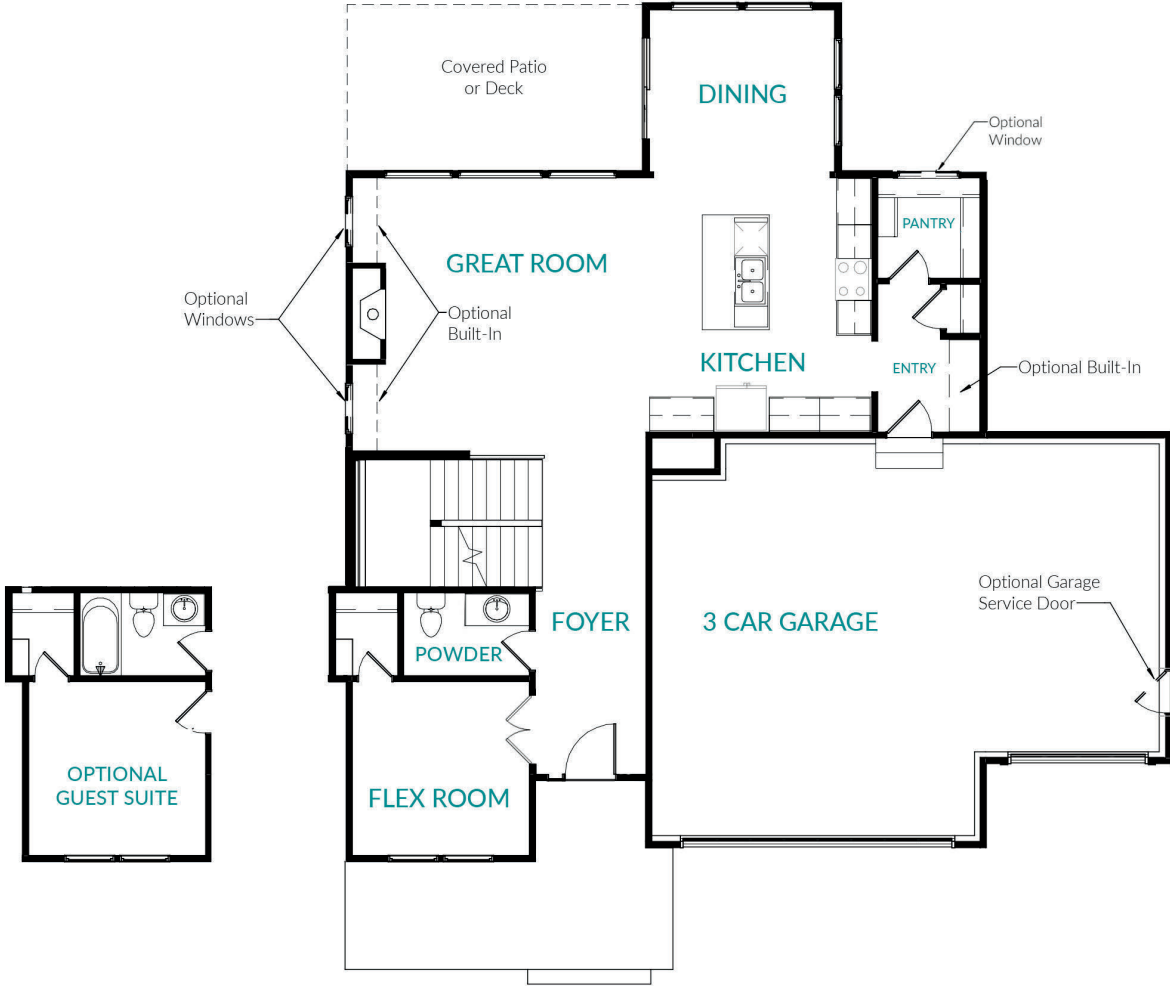 Covered Patio
or Deck
DINING
Optional
Window
PANTRY
GREAT ROOM
Optional
Windows
Optional
Built-In
KITCHEN
ENTRY
Optional Built-In
Optional Garage
Service Door
FOYER
3 CAR GARAGE
POWDER
OPTIONAL
GUEST SUITE
FLEX ROOM